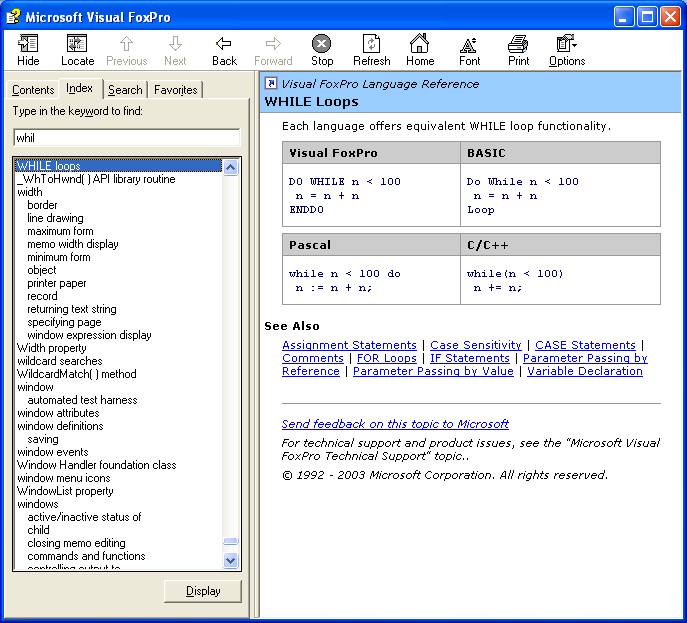 Microsoft Visual FoxPro
Hide Locate Previous Next Back Forward Stop Refresh Home Font Print Options
Contents Index Search Favorites
Type in the keyword to find:
whil
WHILE loops
_WhToHwnd( ) API library routine
width
border
line drawing
maximum form
memo width display
minimum form
object
printer paper
record
returning text string
specifying page
window expression display
Width property
wildcard searches
WildcardMatch( ) method
window
automated test harness
window attributes
window definitions
saving
window events
Window Handler foundation class
window menu icons
WindowList property
windows
active/inactive status of
child
closing memo editing
commands and functions
controlling output to
Display
Visual FoxPro Language Reference
WHILE Loops
Each language offers equivalent WHILE loop functionality.
Visual FoxPro BASIC
DO WHILE n < 100 Do While n < 100
n = n + n n = n + n
ENDDO Loop
Pascal C/C++
while n < 100 do while(n < 100)
n := n + n; n += n;
See Also
Assignment Statements | Case Sensitivity | CASE Statements |
Comments | FOR Loops | IF Statements | Parameter Passing by
Reference | Parameter Passing by Value | Variable Declaration
Send feedback on this topic to Microsoft
For technical support and product issues, see the "Microsoft Visual
FoxPro Technical Support" topic..
© 1992 - 2003 Microsoft Corporation. All rights reserved.